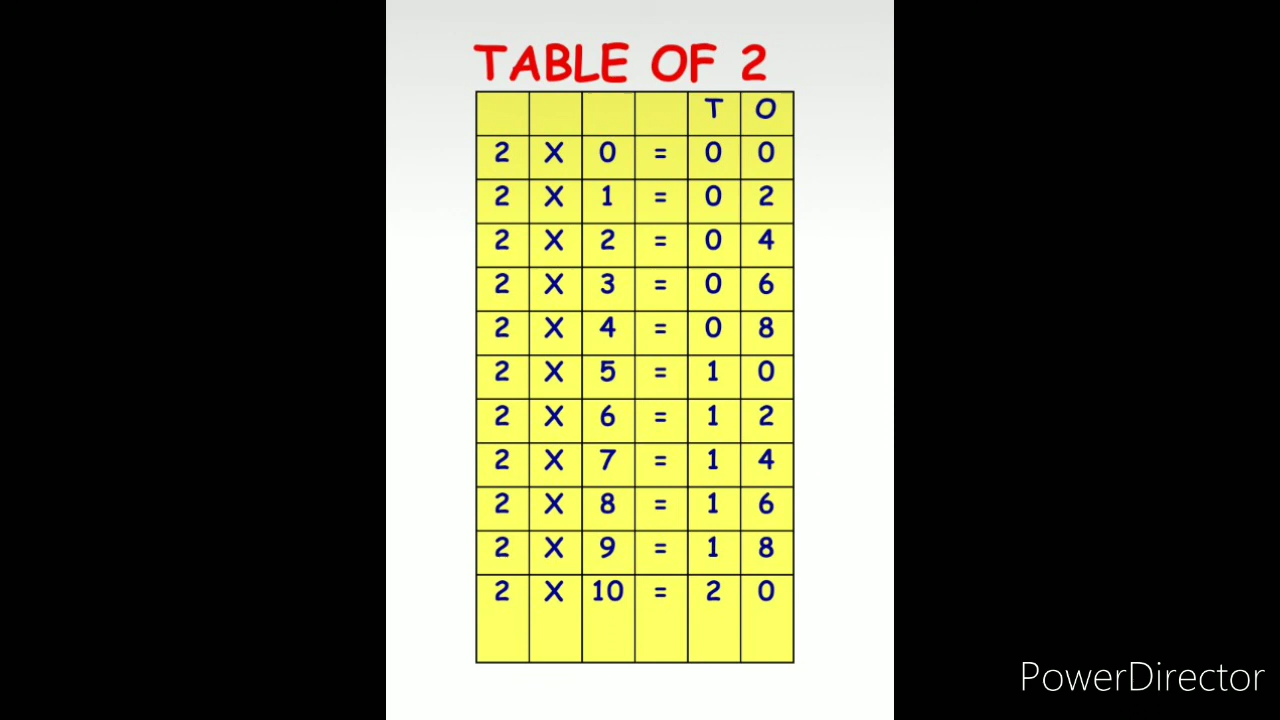 TABLE OF 2
T O
2 X 0 = 0 0
2 X 1 = 0 2
2 X 2 = 0 4
2 X 3 = 0 6
2 X 4 = 0 8
2 X 5 = 1 0
2 X 6 = 1 2
2 X 7 = 1 4
2 X 8 = 1 6
2 X 9 = 1 8
2 X 10 = 2 0
PowerDirector